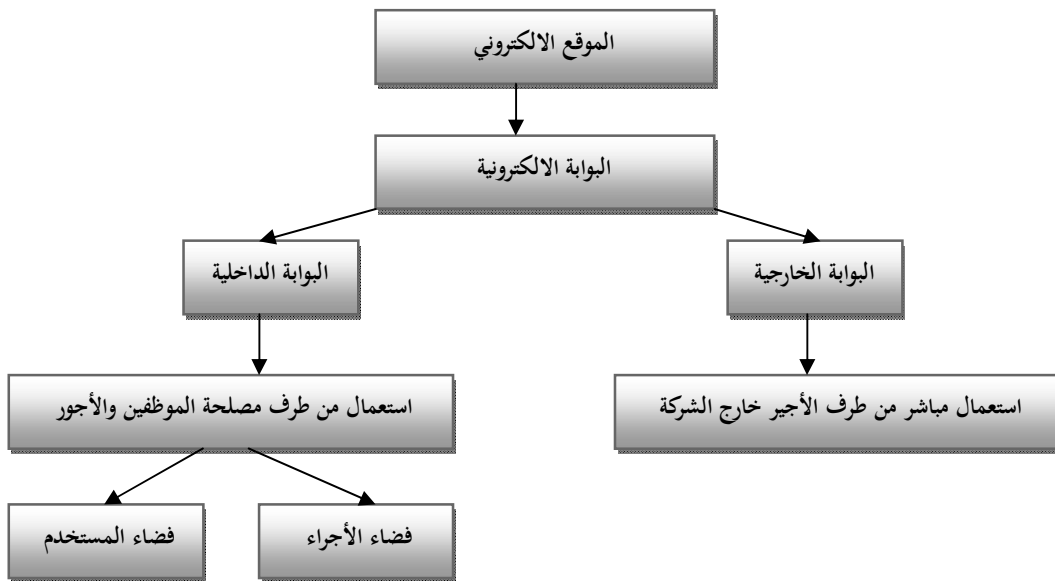 الموقع الالكتروني
البوابة الالكترونية
البوابة الخارجية
البوابة الداخلية
استعمال مباشر من طرف الأجير خارج الشركة
استعمال من طرف مصلحة الموظفين والأجور
فضاء الأجراء
فضاء المستخدم